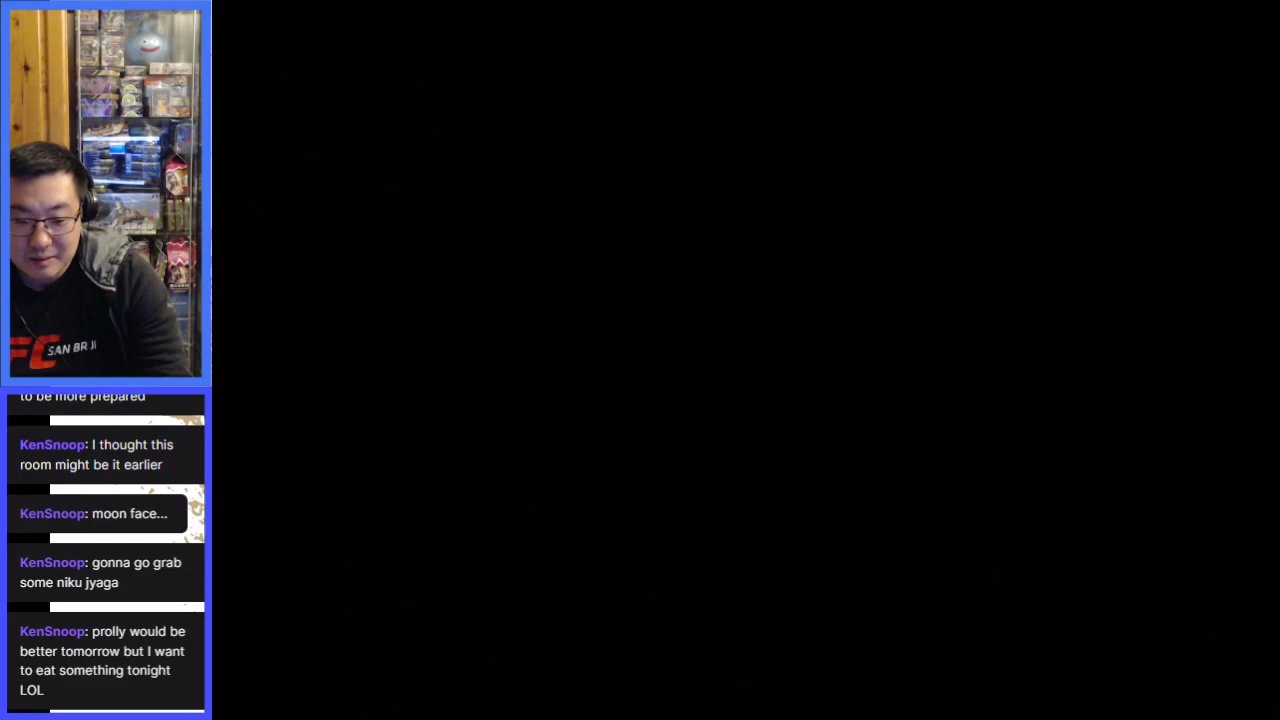 FC SAN BR
to be more prepared
KenSnoop: I thought this
room might be it earlier
KenSnoop: moon face...
KenSnoop: gonna go grab
some niku jyaga
KenSnoop: prolly would be
better tomorrow but I want
to eat something tonight
LOL